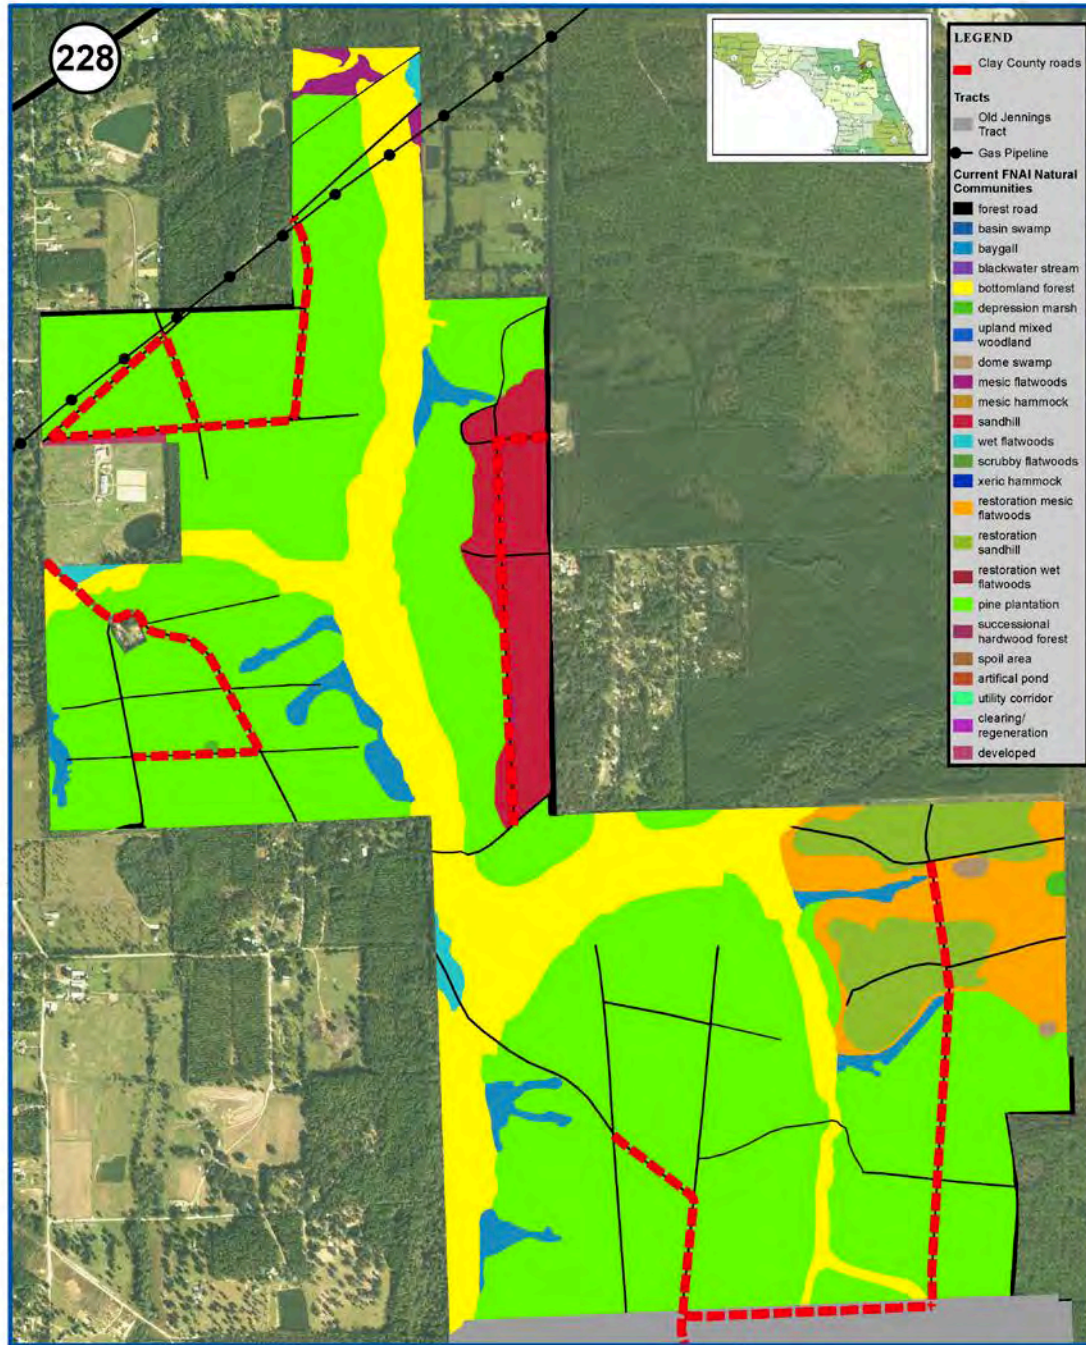 228
LEGEND
Clay County roads
Tracts
Old Jennings
Tract
Gas Pipeline
Current FNAI Natural
Communities
forest road
basin swamp
baygall
blackwater stream
bottomland forest
depression marsh
upland mixed
woodland
dome swamp
mesic flatwoods
mesic hammock
sandhill
wet flatwoods
scrubby flatwoods
xeric hammock
restoration mesic
flatwoods
restoration
sandhill
restoration wet
flatwoods
pine plantation
successional
hardwood forest
spoil area
artifical pond
utility corridor
clearing/
regeneration
developed